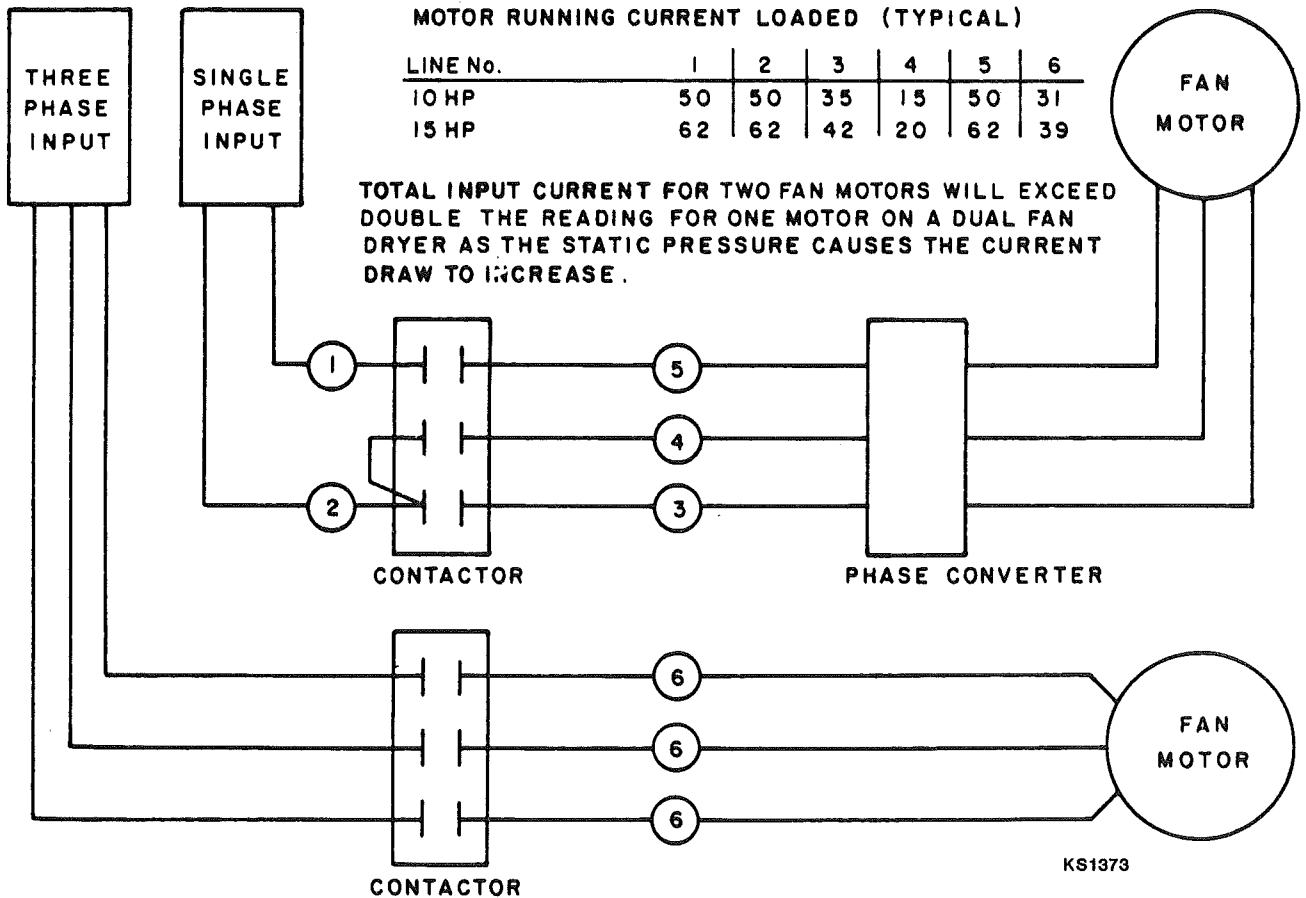 MOTOR RUNNING CURRENT LOADED (TYPICAL)
LINE No. 1 2 3 4 5 6
10 HP 50 50 35 15 50 31
15 HP 62 62 42 20 62 39
THREE
PHASE
INPUT
SINGLE
PHASE
INPUT
FAN
MOTOR
TOTAL INPUT CURRENT FOR TWO FAN MOTORS WILL EXCEED
DOUBLE THE READING FOR ONE MOTOR ON A DUAL FAN
DRYER AS THE STATIC PRESSURE CAUSES THE CURRENT
DRAW TO INCREASE.
1
5
4
2
3
CONTACTOR
PHASE CONVERTER
6
6
6
FAN
MOTOR
CONTACTOR
KS1373